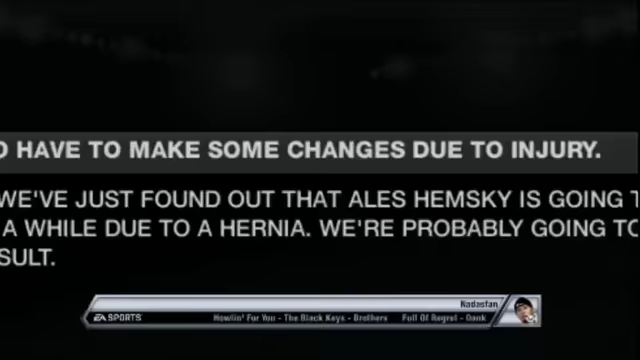 O HAVE TO MAKE SOME CHANGES DUE TO INJURY.
WE'VE JUST FOUND OUT THAT ALES HEMSKY IS GOING T
A WHILE DUE TO A HERNIA. WE'RE PROBABLY GOING TO
SULT.
Nadasfan
EA SPORTS Howlin' For You - The Black Keys - Brothers Full Of Regret - Danko